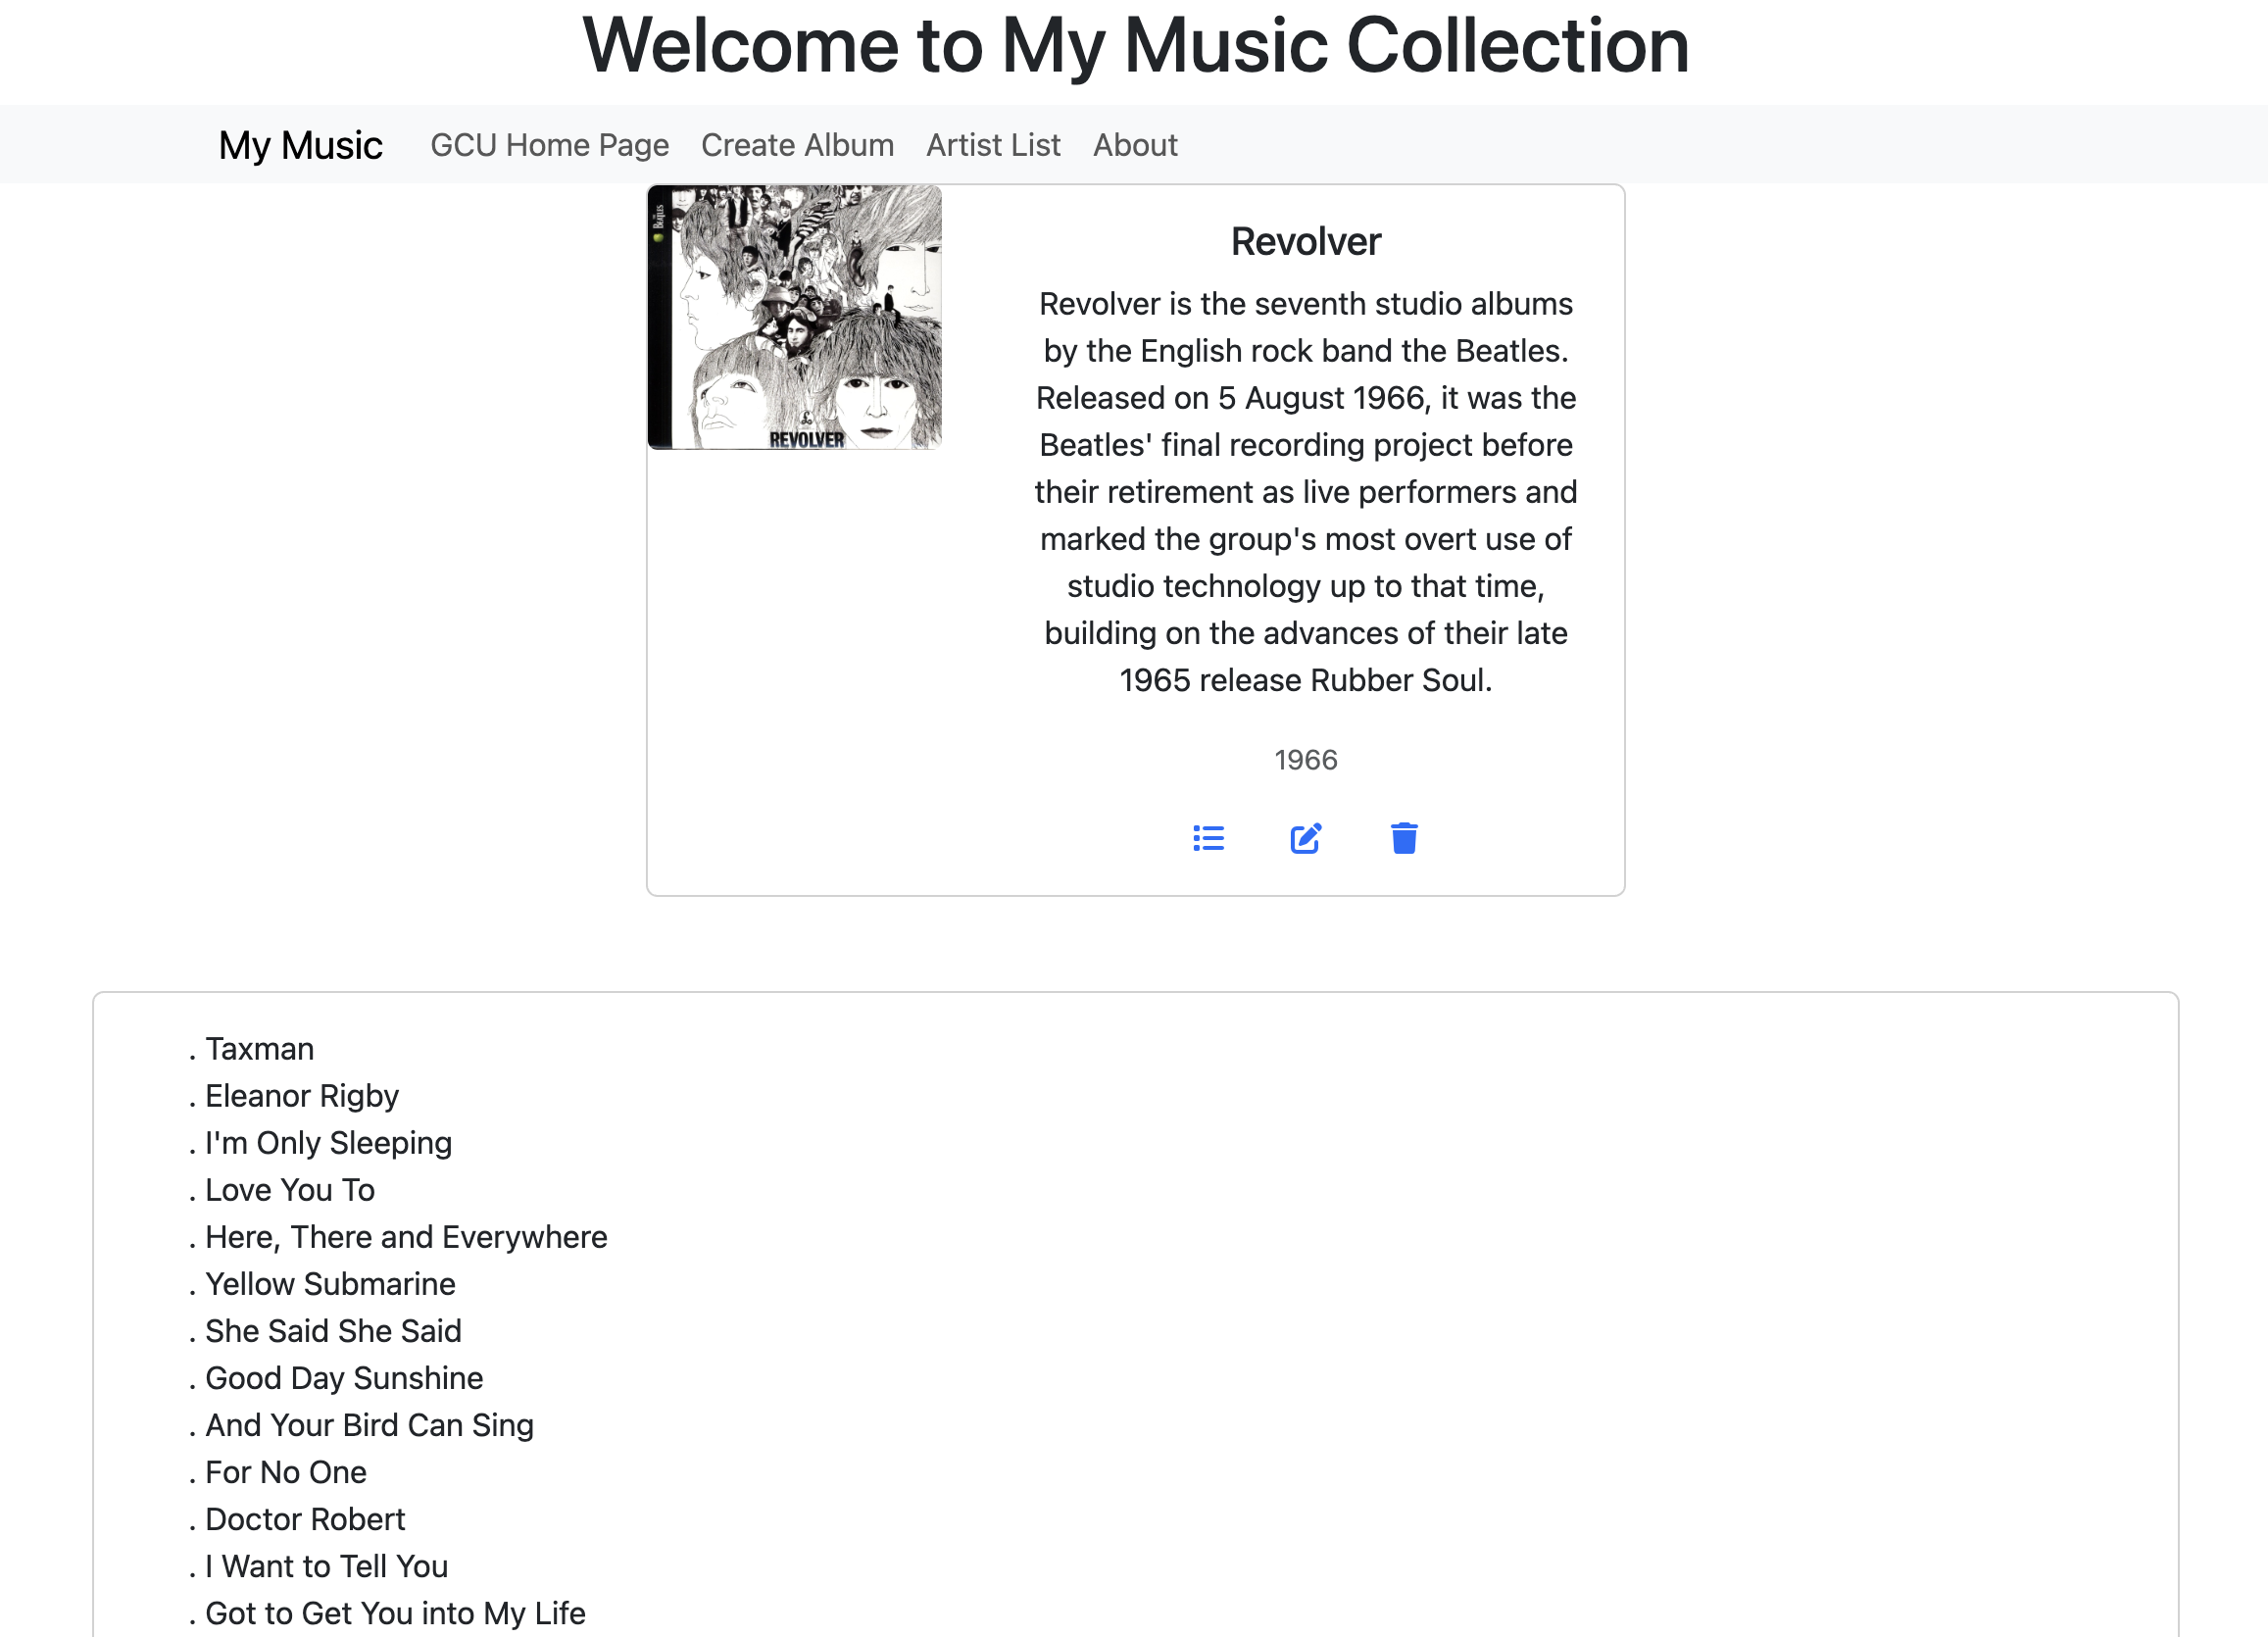 Welcome to My Music Collection
My Music GCU Home Page Create Album Artist List About
Beatles
REVOLVER
Revolver
Revolver is the seventh studio albums
by the English rock band the Beatles.
Released on 5 August 1966, it was the
Beatles' final recording project before
their retirement as live performers and
marked the group's most overt use of
studio technology up to that time,
building on the advances of their late
1965 release Rubber Soul.
1966
. Taxman
. Eleanor Rigby
. I'm Only Sleeping
. Love You To
. Here, There and Everywhere
. Yellow Submarine
. She Said She Said
. Good Day Sunshine
. And Your Bird Can Sing
. For No One
. Doctor Robert
. I Want to Tell You
. Got to Get You into My Life